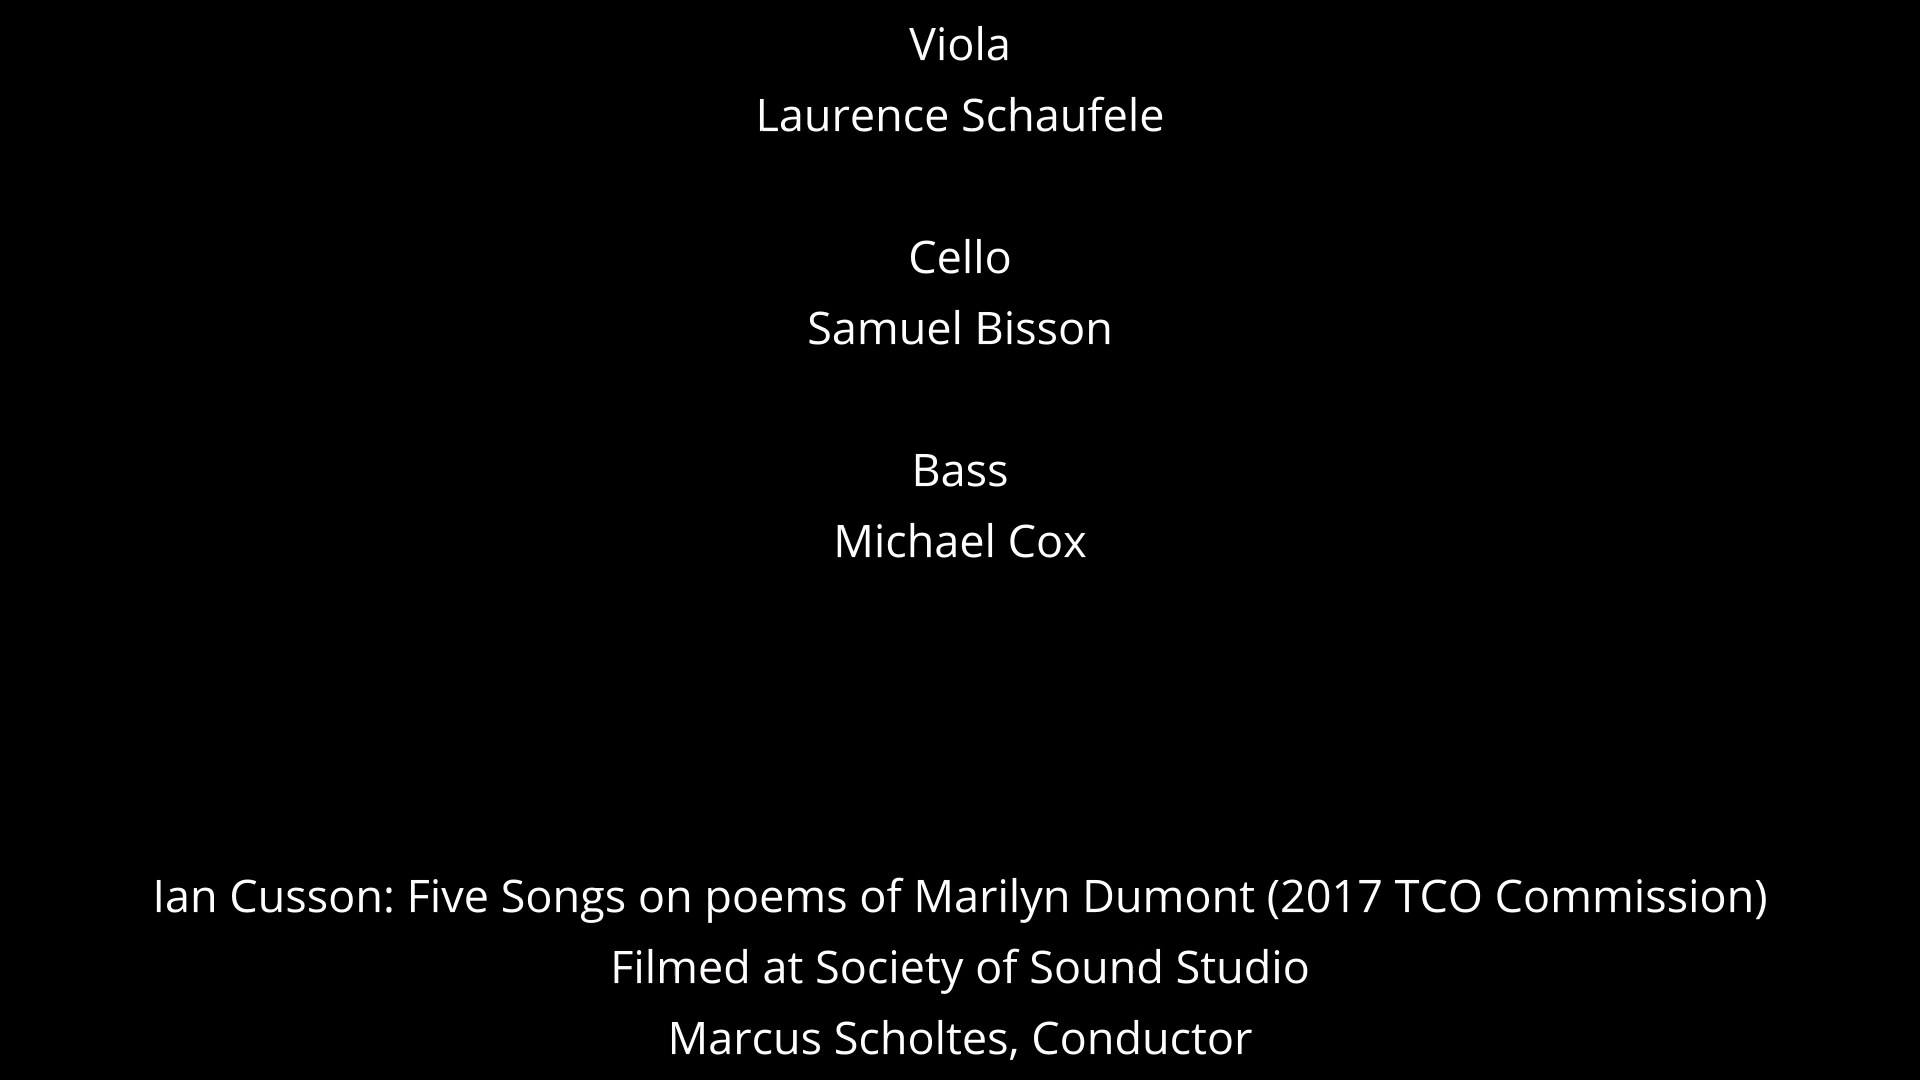 Viola
Laurence Schaufele
Cello
Samuel Bisson
Bass
Michael Cox
Ian Cusson: Five Songs on poems of Marilyn Dumont (2017 TCO Commission)
Filmed at Society of Sound Studio
Marcus Scholtes, Conductor